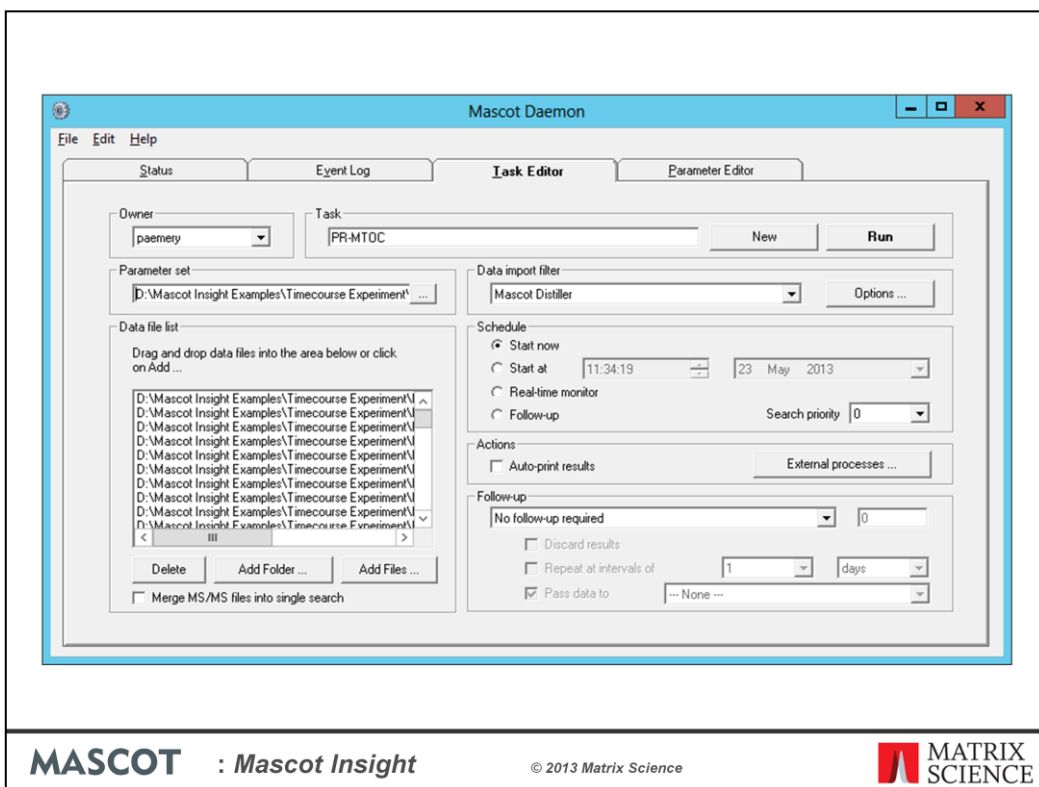 Mascot Daemon
File Edit Help
Status Event Log Task Editor Parameter Editor
Owner
paemery
Task
PR-MTOC
New Run
Parameter set
D:\Mascot Insight Examples\Timecourse Experiment\ ...
Data import filter
Mascot Distiller
Options ...
Data file list
Drag and drop data files into the area below or click
on Add ...
D:\Mascot Insight Examples\Timecourse Experiment\I
D:\Mascot Insight Examples\Timecourse Experiment\I
D:\Mascot Insight Examples\Timecourse Experiment\I
D:\Mascot Insight Examples\Timecourse Experiment\I
D:\Mascot Insight Examples\Timecourse Experiment\I
D:\Mascot Insight Examples\Timecourse Experiment\I
D:\Mascot Insight Examples\Timecourse Experiment\I
D:\Mascot Insight Examples\Timecourse Experiment\I
D:\Mascot Insight Examples\Timecourse Experiment\I
D:\Mascot Insight Examples\Timecourse Experiment\I
Delete Add Folder ... Add Files ...
Merge MS/MS files into single search
Schedule
Start now
Start at 11:34:19 23 May 2013
Real-time monitor
Follow-up Search priority 0
Actions
Auto-print results External processes ...
Follow-up
No follow-up required 0
Discard results
Repeat at intervals of 1 days
Pass data to --- None ---
MASCOT : Mascot Insight © 2013 Matrix Science
MATRIX
SCIENCE